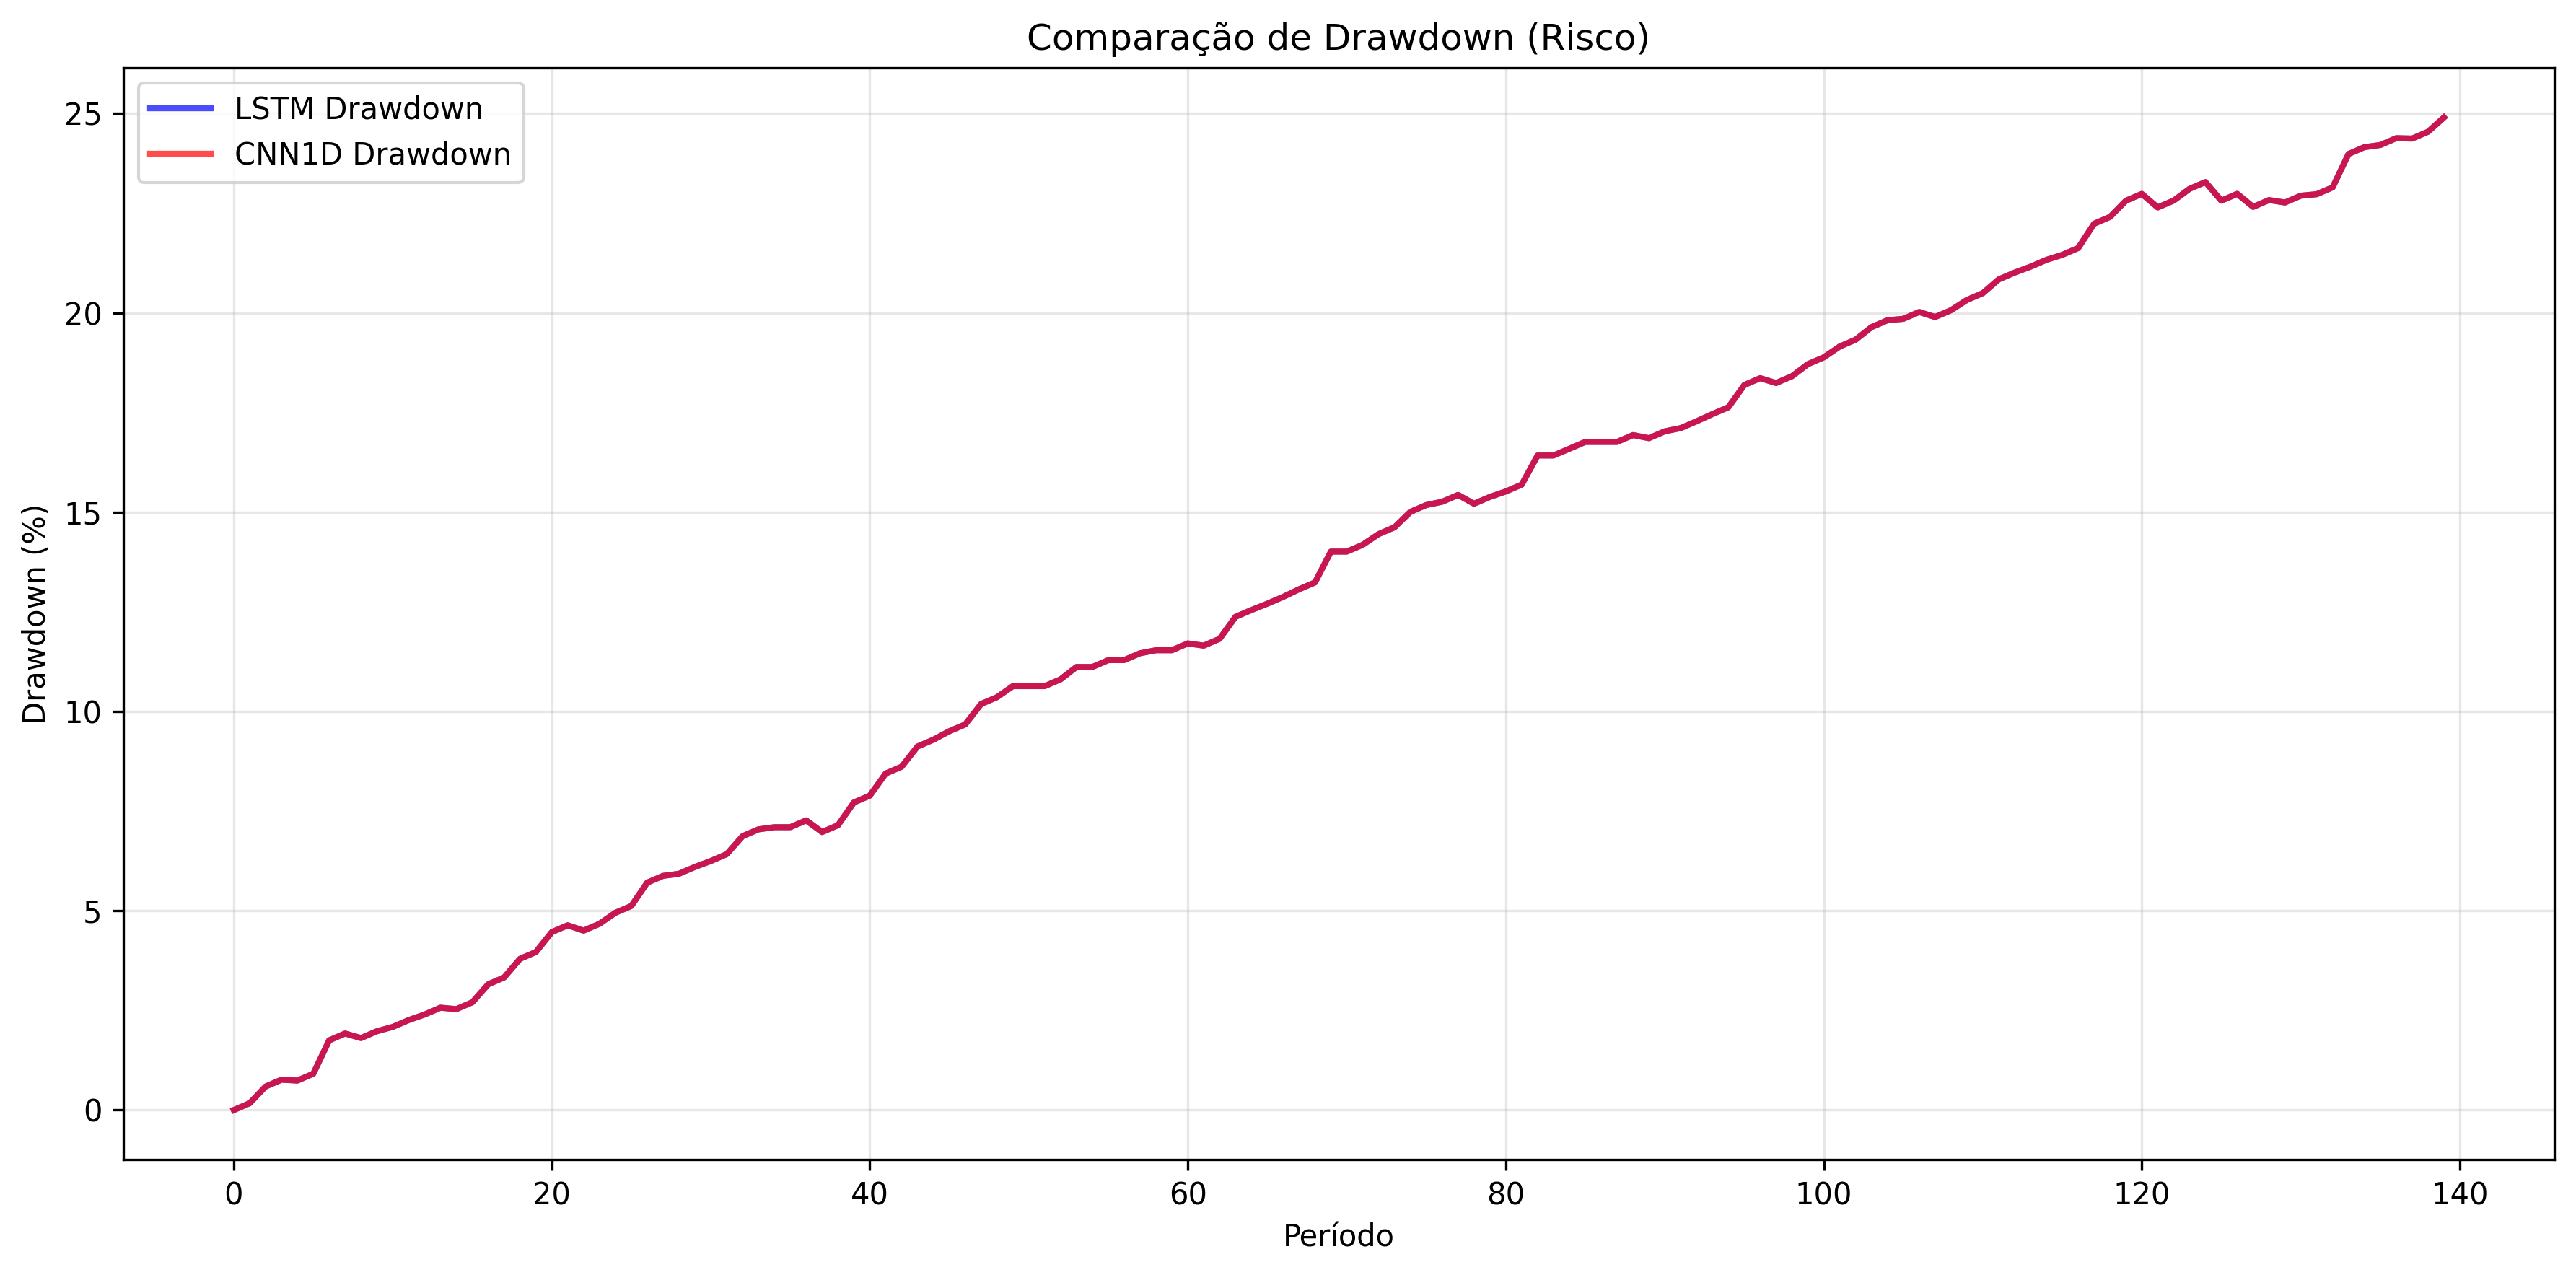 Comparação de Drawdown (Risco)
LSTM Drawdown
CNN1D Drawdown
Drawdown (%)
25
20
15
10
5
0
0 20 40 60 80 100 120 140
Período